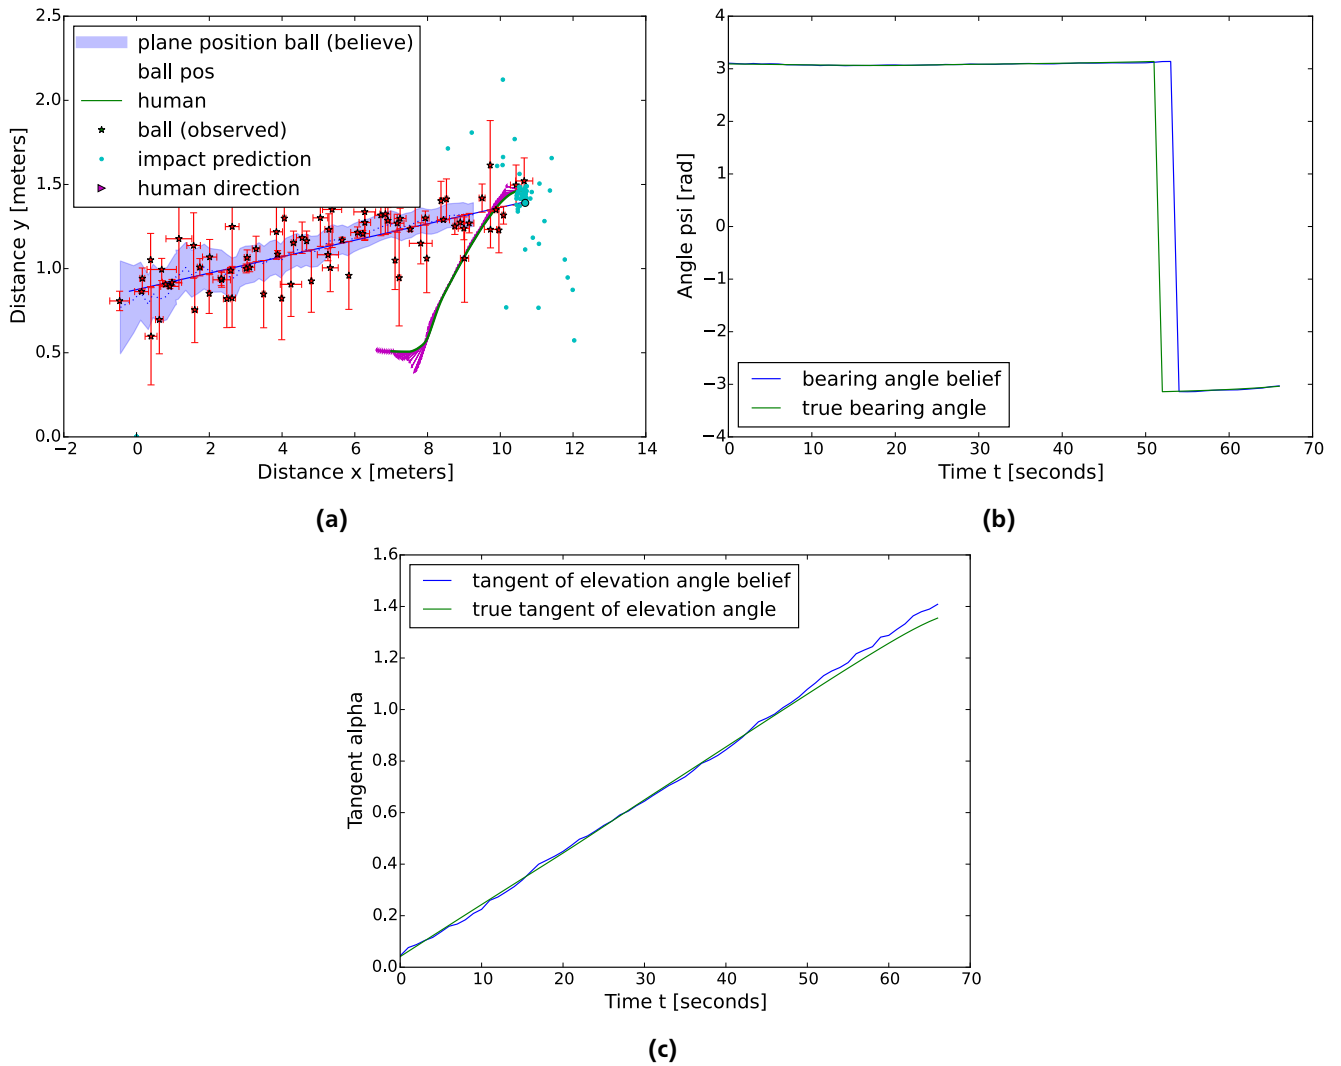 2.5
2.0
1.5
1.0
0.5
0.0
−2
0
2
4
6
8
10
12
14
Distance y [meters]
Distance x [meters]
plane position ball (believe)
ball pos
human
ball (observed)
impact prediction
human direction
(a)
4
3
2
1
0
−1
−2
−3
−4
0
10
20
30
40
50
60
70
Angle psi [rad]
Time t [seconds]
bearing angle belief
true bearing angle
(b)
1.6
1.4
1.2
1.0
0.8
0.6
0.4
0.2
0.0
0
10
20
30
40
50
60
70
Tangent alpha
Time t [seconds]
tangent of elevation angle belief
true tangent of elevation angle
(c)